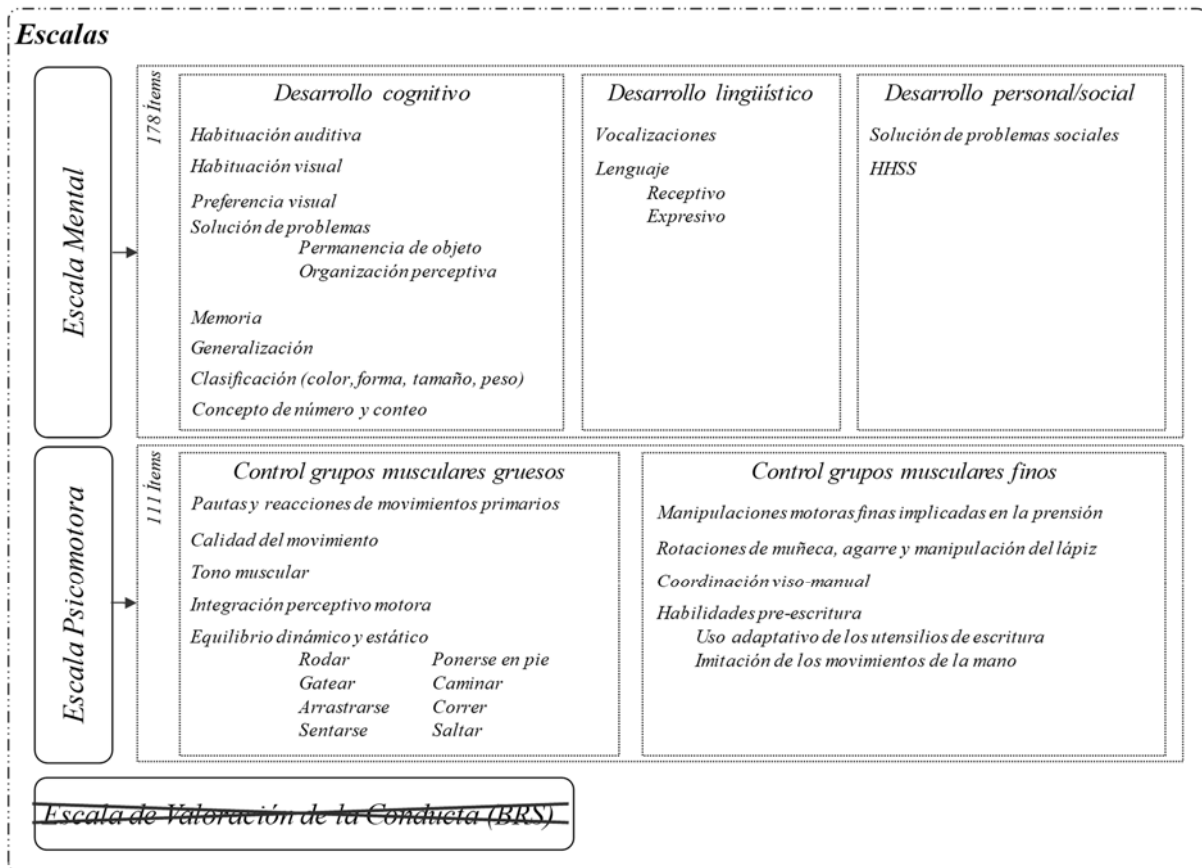 Escalas
Escala Mental
178 Ítems
Desarrollo cognitivo
Habituación auditiva
Habituación visual
Preferencia visual
Solución de problemas
Permanencia de objeto
Organización perceptiva
Memoria
Generalización
Clasificación (color, forma, tamaño, peso)
Concepto de número y conteo
Desarrollo lingüístico
Vocalizaciones
Lenguaje
Receptivo
Expresivo
Desarrollo personal/social
Solución de problemas sociales
HHSS
Escala Psicomotora
111 Ítems
Control grupos musculares gruesos
Pautas y reacciones de movimientos primarios
Calidad del movimiento
Tono muscular
Integración perceptivo motora
Equilibrio dinámico y estático
Rodar
Gatear
Arrastrarse
Sentarse
Ponerse en pie
Caminar
Correr
Saltar
Control grupos musculares finos
Manipulaciones motoras finas implicadas en la prensión
Rotaciones de muñeca, agarre y manipulación del lápiz
Coordinación viso-manual
Habilidades pre-escritura
Uso adaptativo de los utensilios de escritura
Imitación de los movimientos de la mano
Escala de Valoración de la Conducta (BRS)